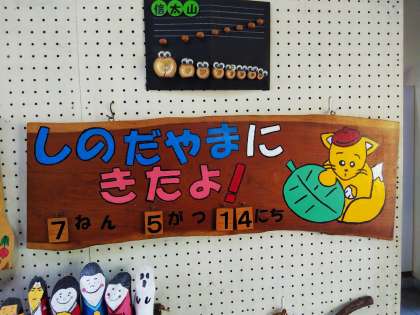 信太山
しのだやまに
きたよ!
7ねん 5がつ 14にち